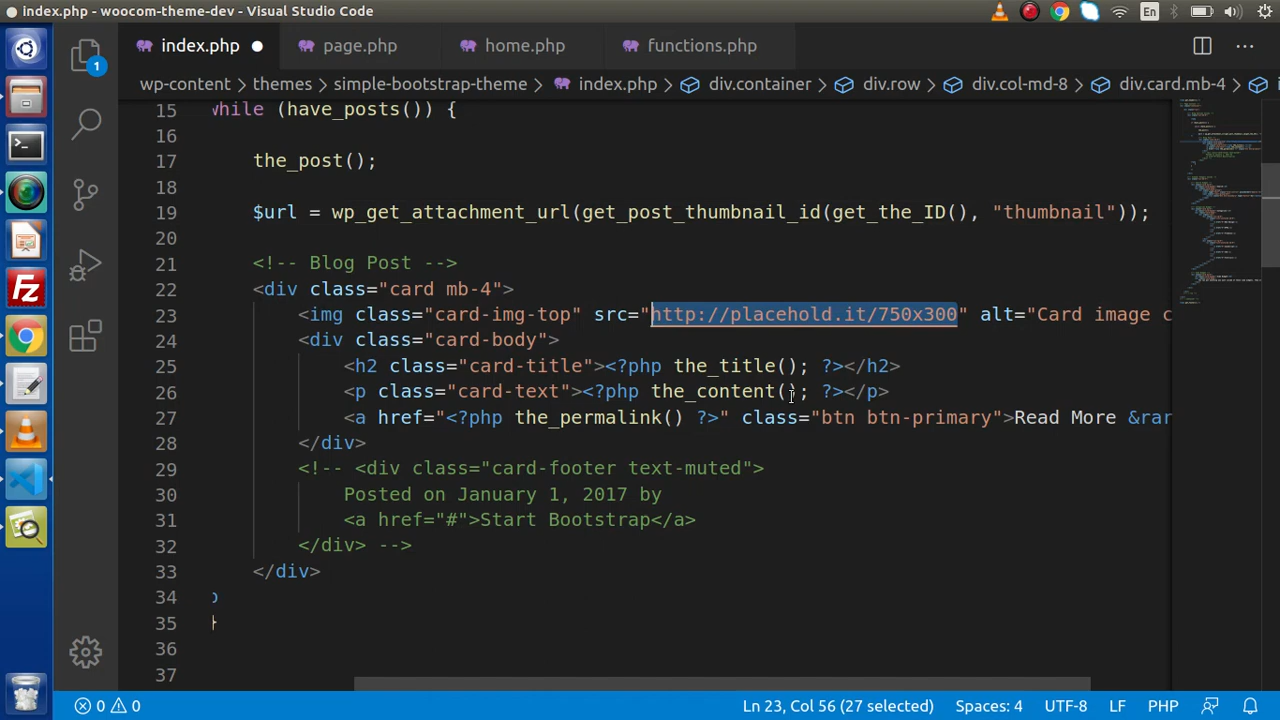 index.php - woocom-theme-dev - Visual Studio Code
En
index.php
page.php
home.php
functions.php
wp-content themes simple-bootstrap-theme index.php div.container div.row div.col-md-8 div.card.mb-4
15 while (have_posts()) {
16
17 the_post();
18
19 $url = wp_get_attachment_url(get_post_thumbnail_id(get_the_ID(), "thumbnail"));
20
21 <!-- Blog Post -->
22 <div class="card mb-4">
23 <img class="card-img-top" src="http://placehold.it/750x300" alt="Card image c
24 <div class="card-body">
25 <h2 class="card-title"><?php the_title(); ?></h2>
26 <p class="card-text"><?php the_content(); ?></p>
27 <a href="<?php the_permalink() ?>" class="btn btn-primary">Read More &rar
28 </div>
29 <!-- <div class="card-footer text-muted">
30 Posted on January 1, 2017 by
31 <a href="#">Start Bootstrap</a>
32 </div> -->
33 </div>
34
35 }
36
37
1
Fz
0 0
Ln 23, Col 56 (27 selected)
Spaces: 4
UTF-8
LF
PHP